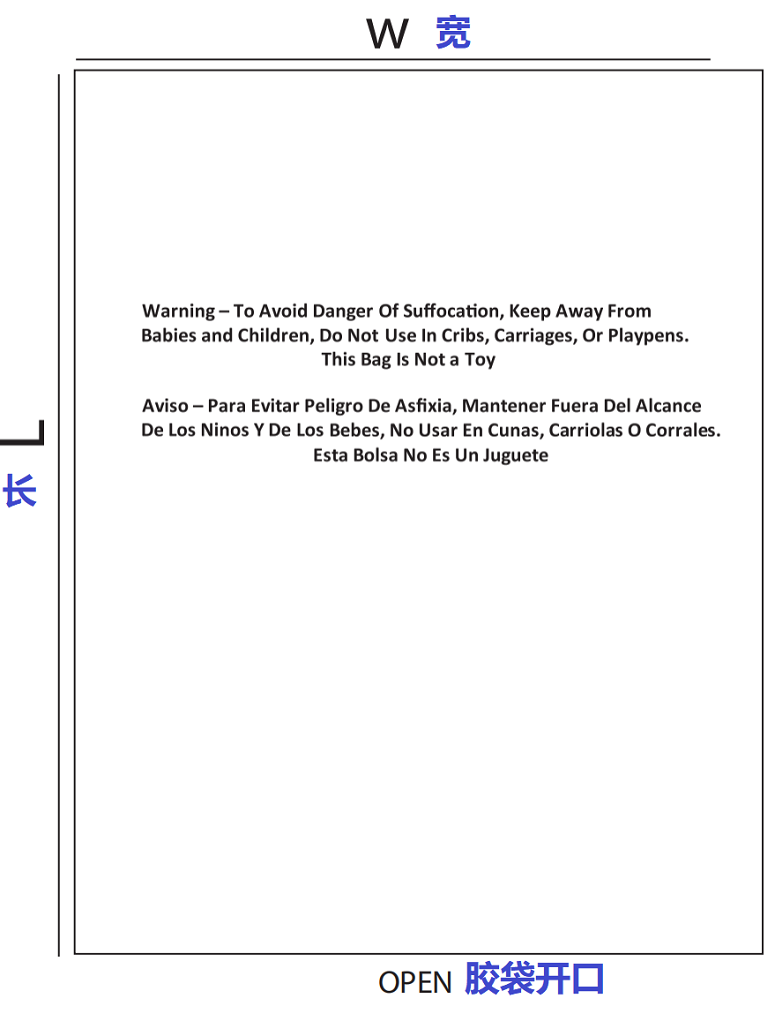 W 宽
Warning – To Avoid Danger Of Suffocation, Keep Away From
Babies and Children, Do Not Use In Cribs, Carriages, Or Playpens.
This Bag Is Not a Toy
Aviso – Para Evitar Peligro De Asfixia, Mantener Fuera Del Alcance
De Los Ninos Y De Los Bebes, No Usar En Cunas, Carriolas O Corrales.
Esta Bolsa No Es Un Juguete
L
长
OPEN 胶袋开口